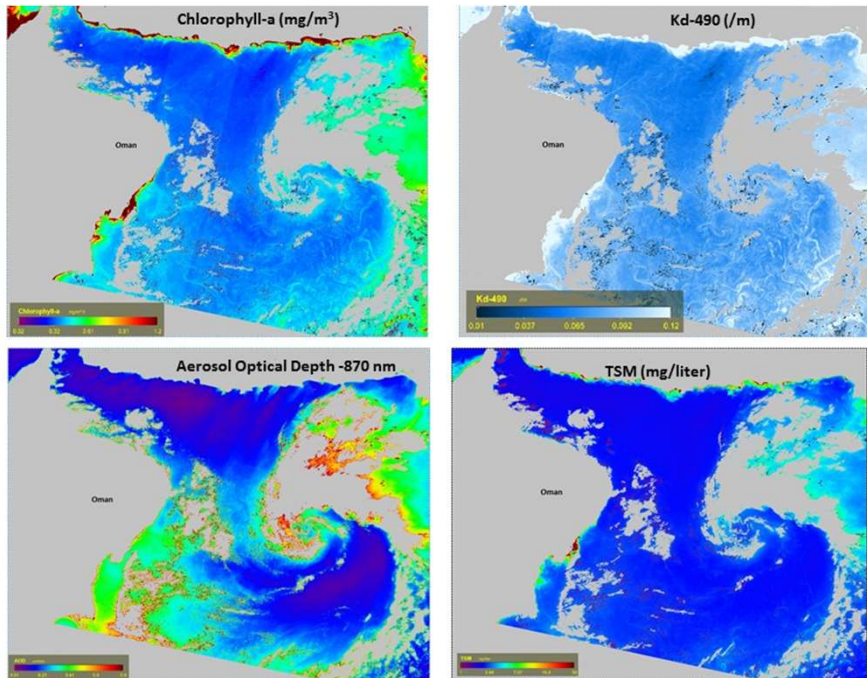 Chlorophyll-a (mg/m³)
Oman
Chlorophyll-a
Kd-490 (/m)
Oman
Kd-490
0.01 0.037 0.065 0.092 0.12
Aerosol Optical Depth -870 nm
Oman
AOD
TSM (mg/liter)
Oman
TSM